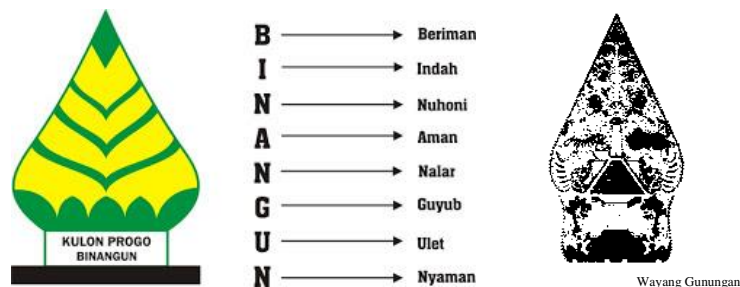 KULON PROGO
BINANGUN
B Beriman
I Indah
N Nuhoni
A Aman
N Nalar
G Guyub
U Ulet
N Nyaman
Wayang Gunungan